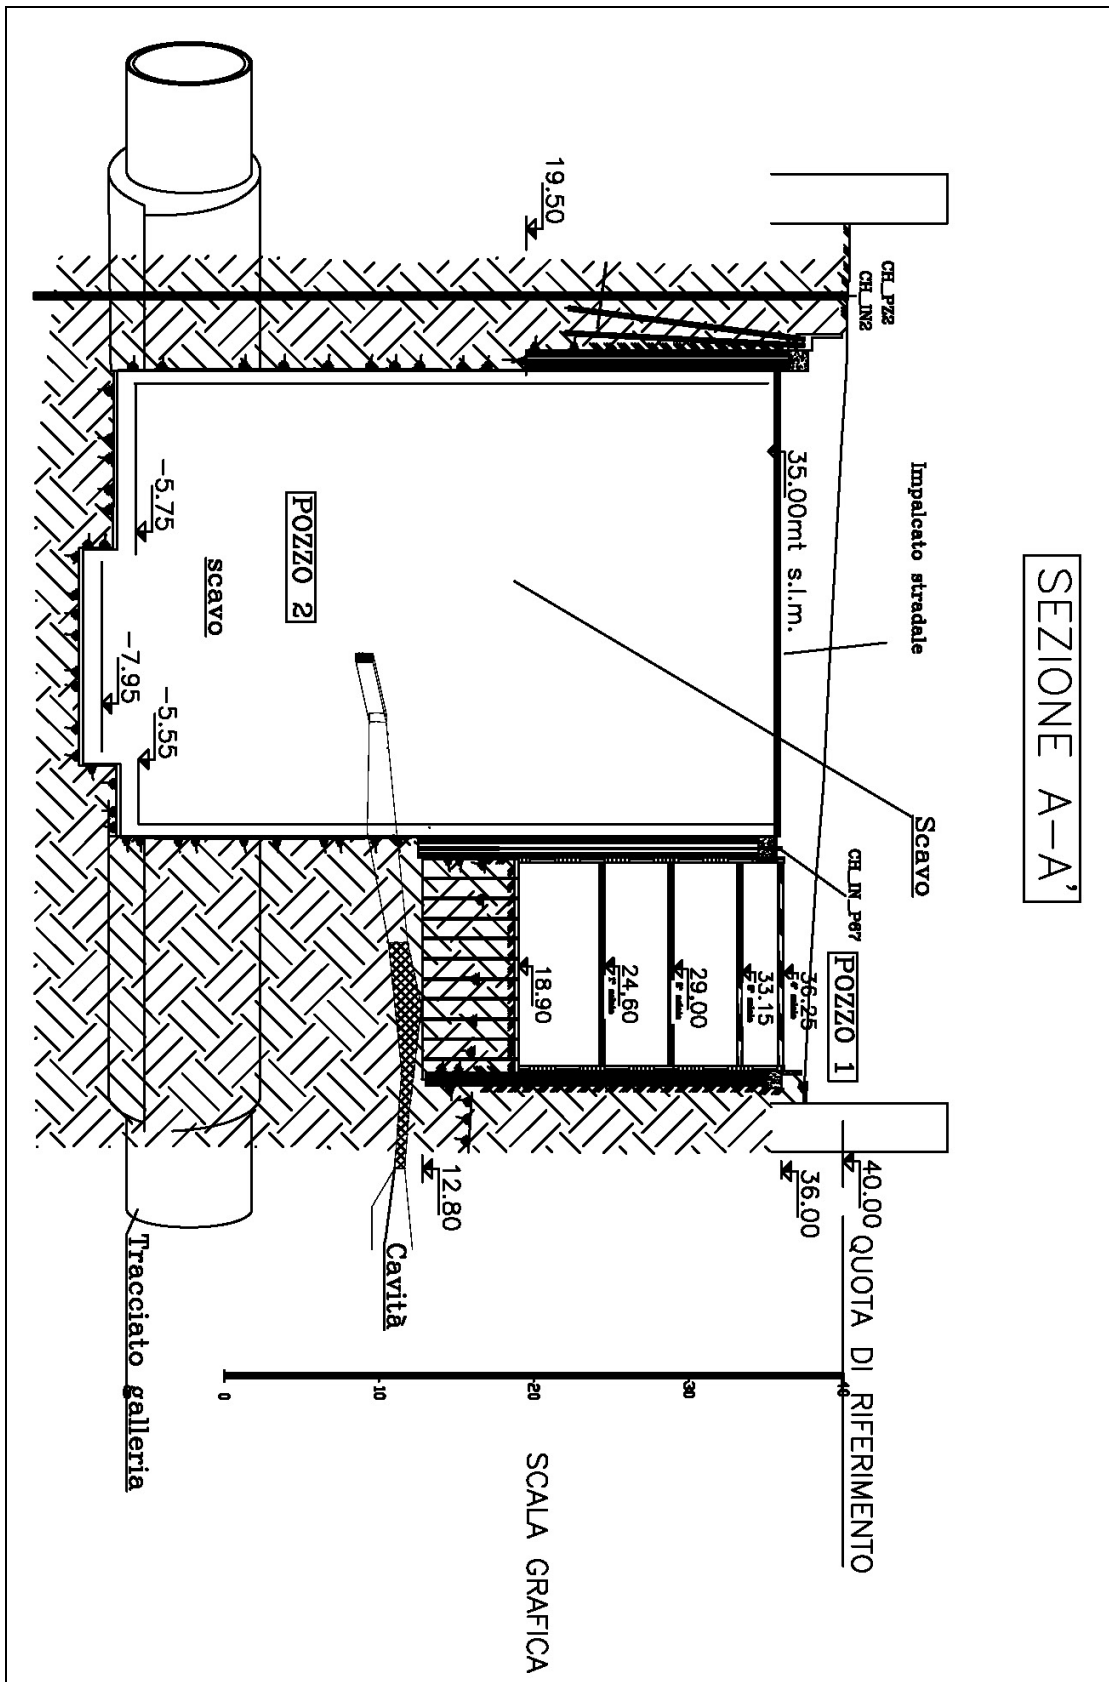 SEZIONE A-A'
CH_PZ2
CH_IN2
Impalcato stradale
Scavo
CH_IN_P67
POZZO 1
40.00 QUOTA DI RIFERIMENTO
36.00
35.00mt s.l.m.
36.25
33.15
29.00
24.60
18.90
19.50
12.80
POZZO 2
scavo
Cavità
-5.75
-7.95
-5.55
Tracciato galleria
40
30
20
10
0
SCALA GRAFICA